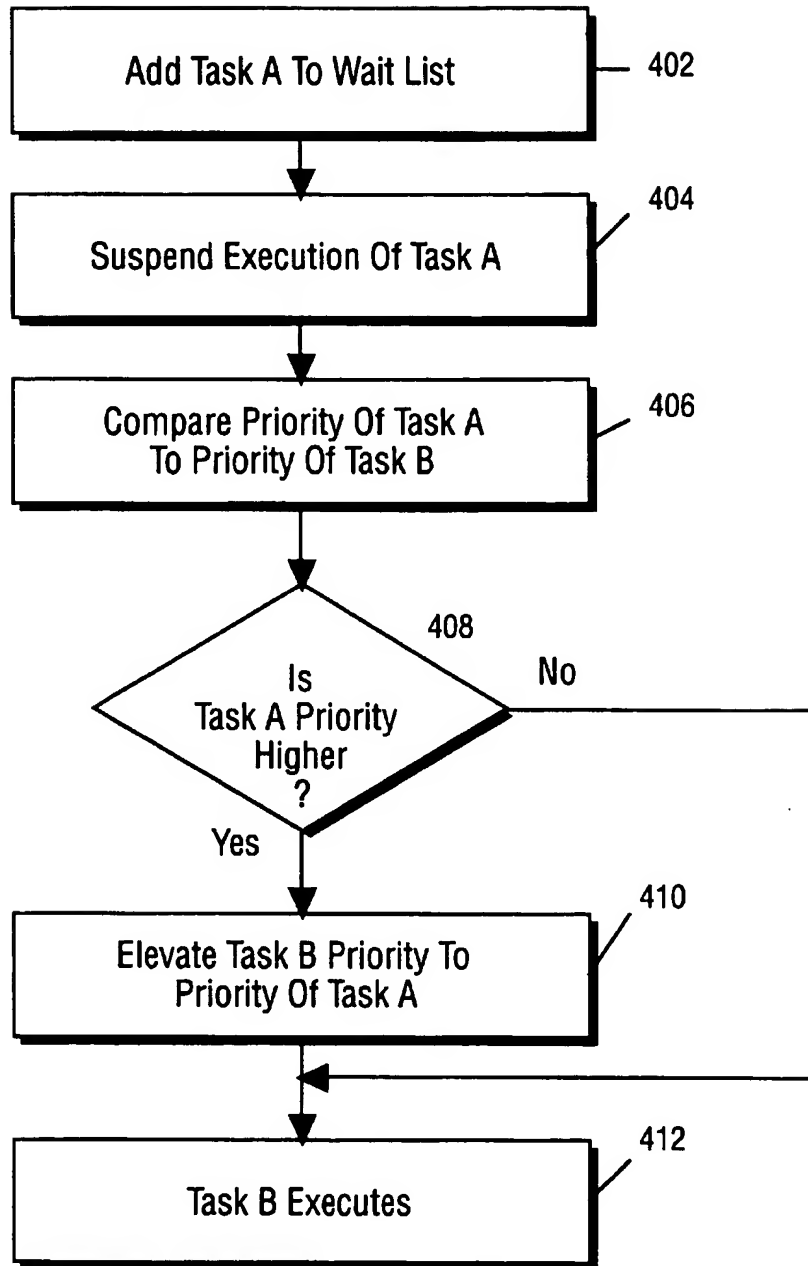 Add Task A To Wait List
402
Suspend Execution Of Task A
404
Compare Priority Of Task A
To Priority Of Task B
406
408
Is
Task A Priority
Higher
?
No
Yes
Elevate Task B Priority To
Priority Of Task A
410
Task B Executes
412